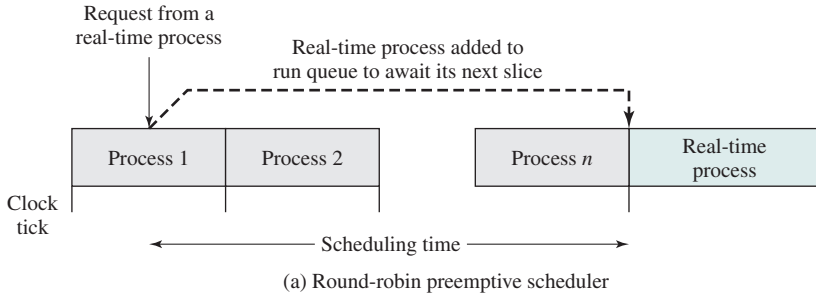 Request from a
real-time process
Real-time process added to
run queue to await its next slice
Process 1
Process 2
Process n
Real-time
process
Clock
tick
Scheduling time
(a) Round-robin preemptive scheduler